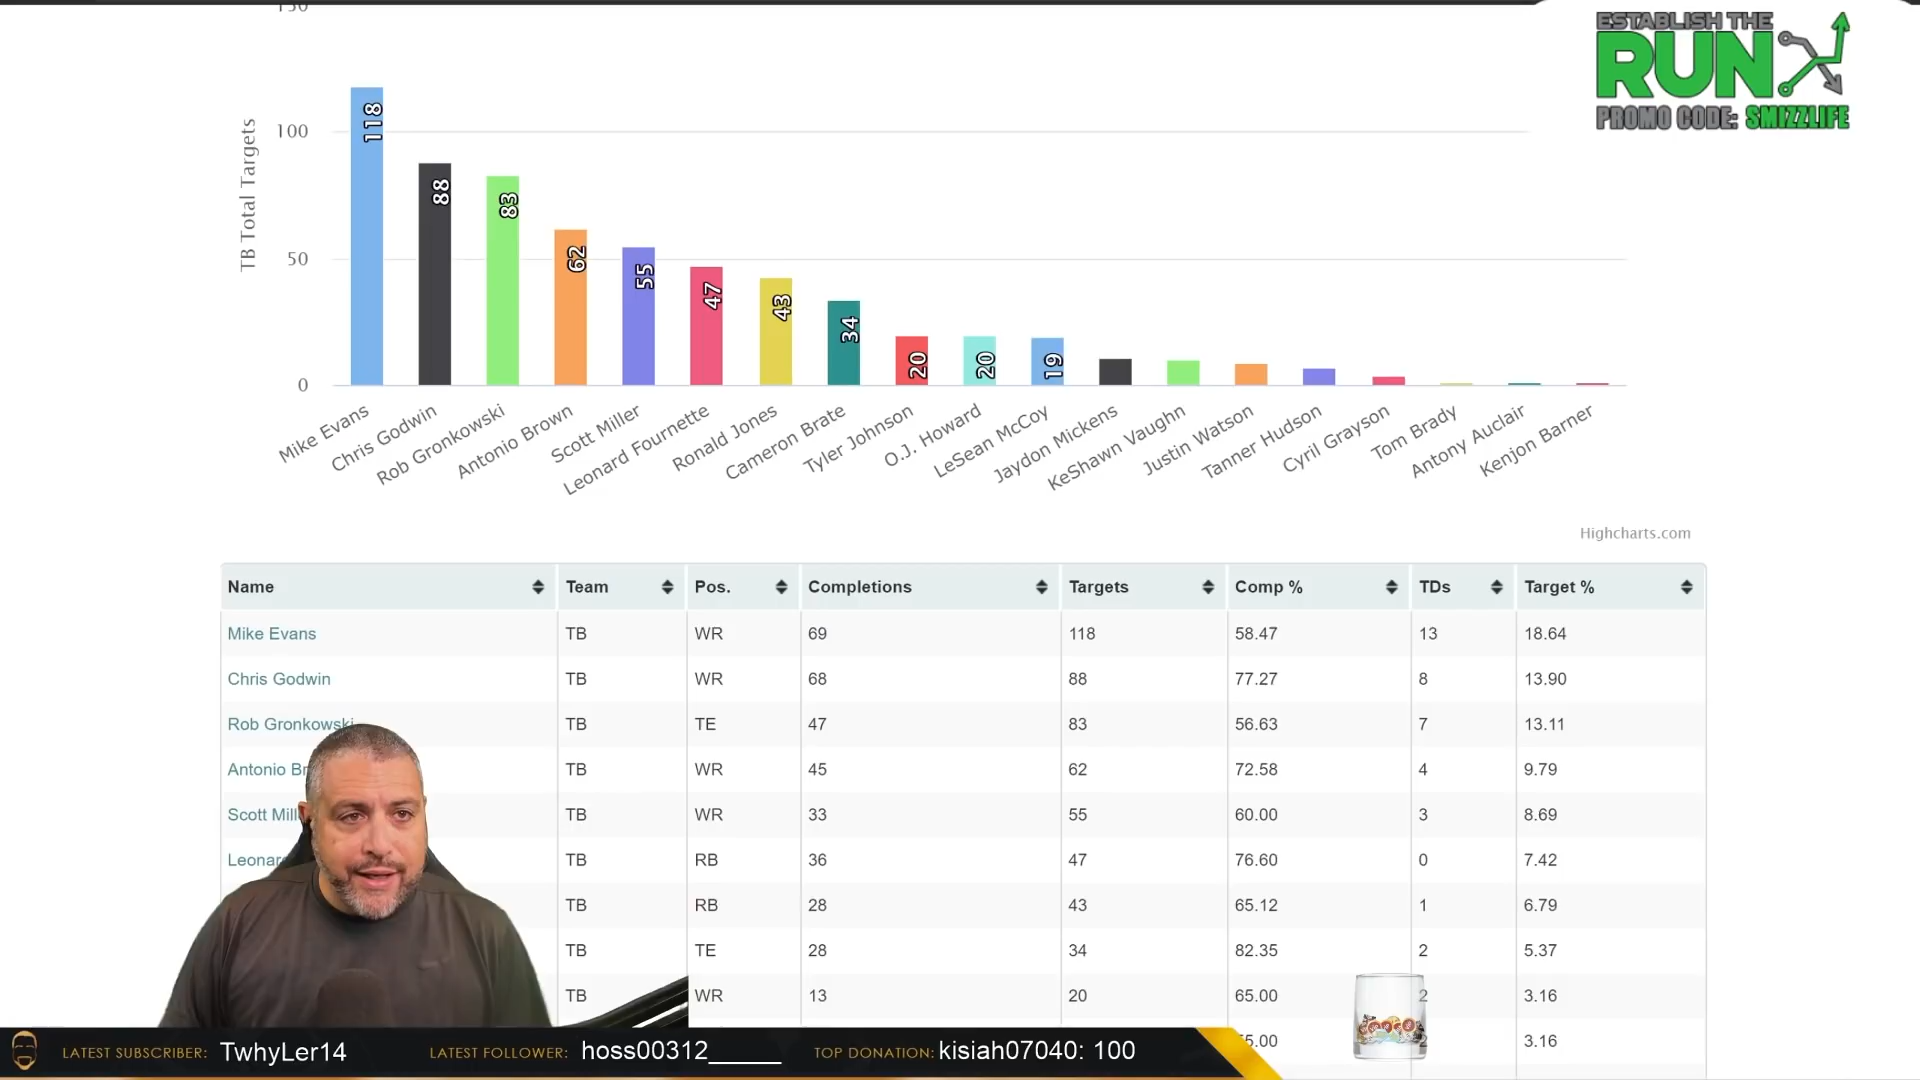 150
ESTABLISH THE
RUN
PROMO CODE: SMIZZLIFE
TB Total Targets
100
50
0
118
88
83
62
55
47
43
34
20
20
19
Mike Evans
Chris Godwin
Rob Gronkowski
Antonio Brown
Scott Miller
Leonard Fournette
Ronald Jones
Cameron Brate
Tyler Johnson
O.J. Howard
LeSean McCoy
Jaydon Mickens
KeShawn Vaughn
Justin Watson
Tanner Hudson
Cyril Grayson
Tom Brady
Antony Auclair
Kenjon Barner
Highcharts.com
Name Team Pos. Completions Targets Comp % TDs Target %
Mike Evans TB WR 69 118 58.47 13 18.64
Chris Godwin TB WR 68 88 77.27 8 13.90
Rob Gronkowski TB TE 47 83 56.63 7 13.11
Antonio Br TB WR 45 62 72.58 4 9.79
Scott Mill TB WR 33 55 60.00 3 8.69
Leonar TB RB 36 47 76.60 0 7.42
TB RB 28 43 65.12 1 6.79
TB TE 28 34 82.35 2 5.37
TB WR 13 20 65.00 2 3.16
5.00 2 3.16
LATEST SUBSCRIBER: TwhyLer14 LATEST FOLLOWER: hoss00312_____ TOP DONATION: kisiah07040: 100